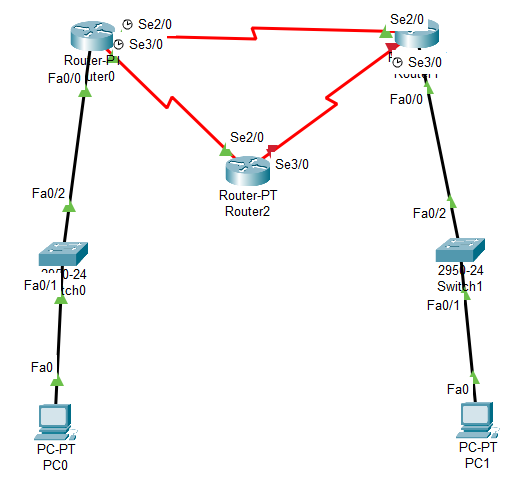 Se2/0
Se3/0
Router-PT
Fa0/0
Se2/0
Se3/0
Fa0/0
Se2/0
Se3/0
Router-PT
Router2
Fa0/2
Fa0/1
Fa0
PC-PT
PC0
Fa0/2
2950-24
Switch1
Fa0/1
Fa0
PC-PT
PC1